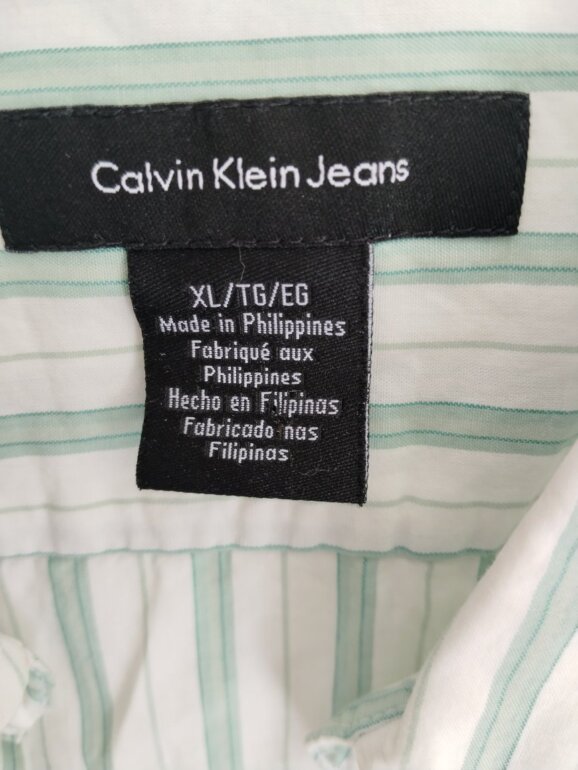 Calvin Klein Jeans
XL/TG/EG
Made in Philippines
Fabriqué aux
Philippines
Hecho en Filipinas
Fabricado nas
Filipinas